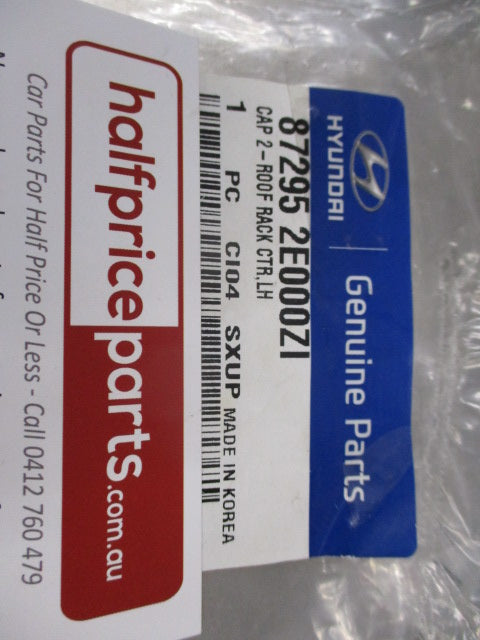 HYUNDAI
Genuine Parts
87295 2E000ZI
CAP 2-ROOF RACK CTR,LH
1 PC CI04 SXUP MADE IN KOREA
halfpriceparts.com.au
Car Parts For Half Price Or Less - Call 0412 760 479